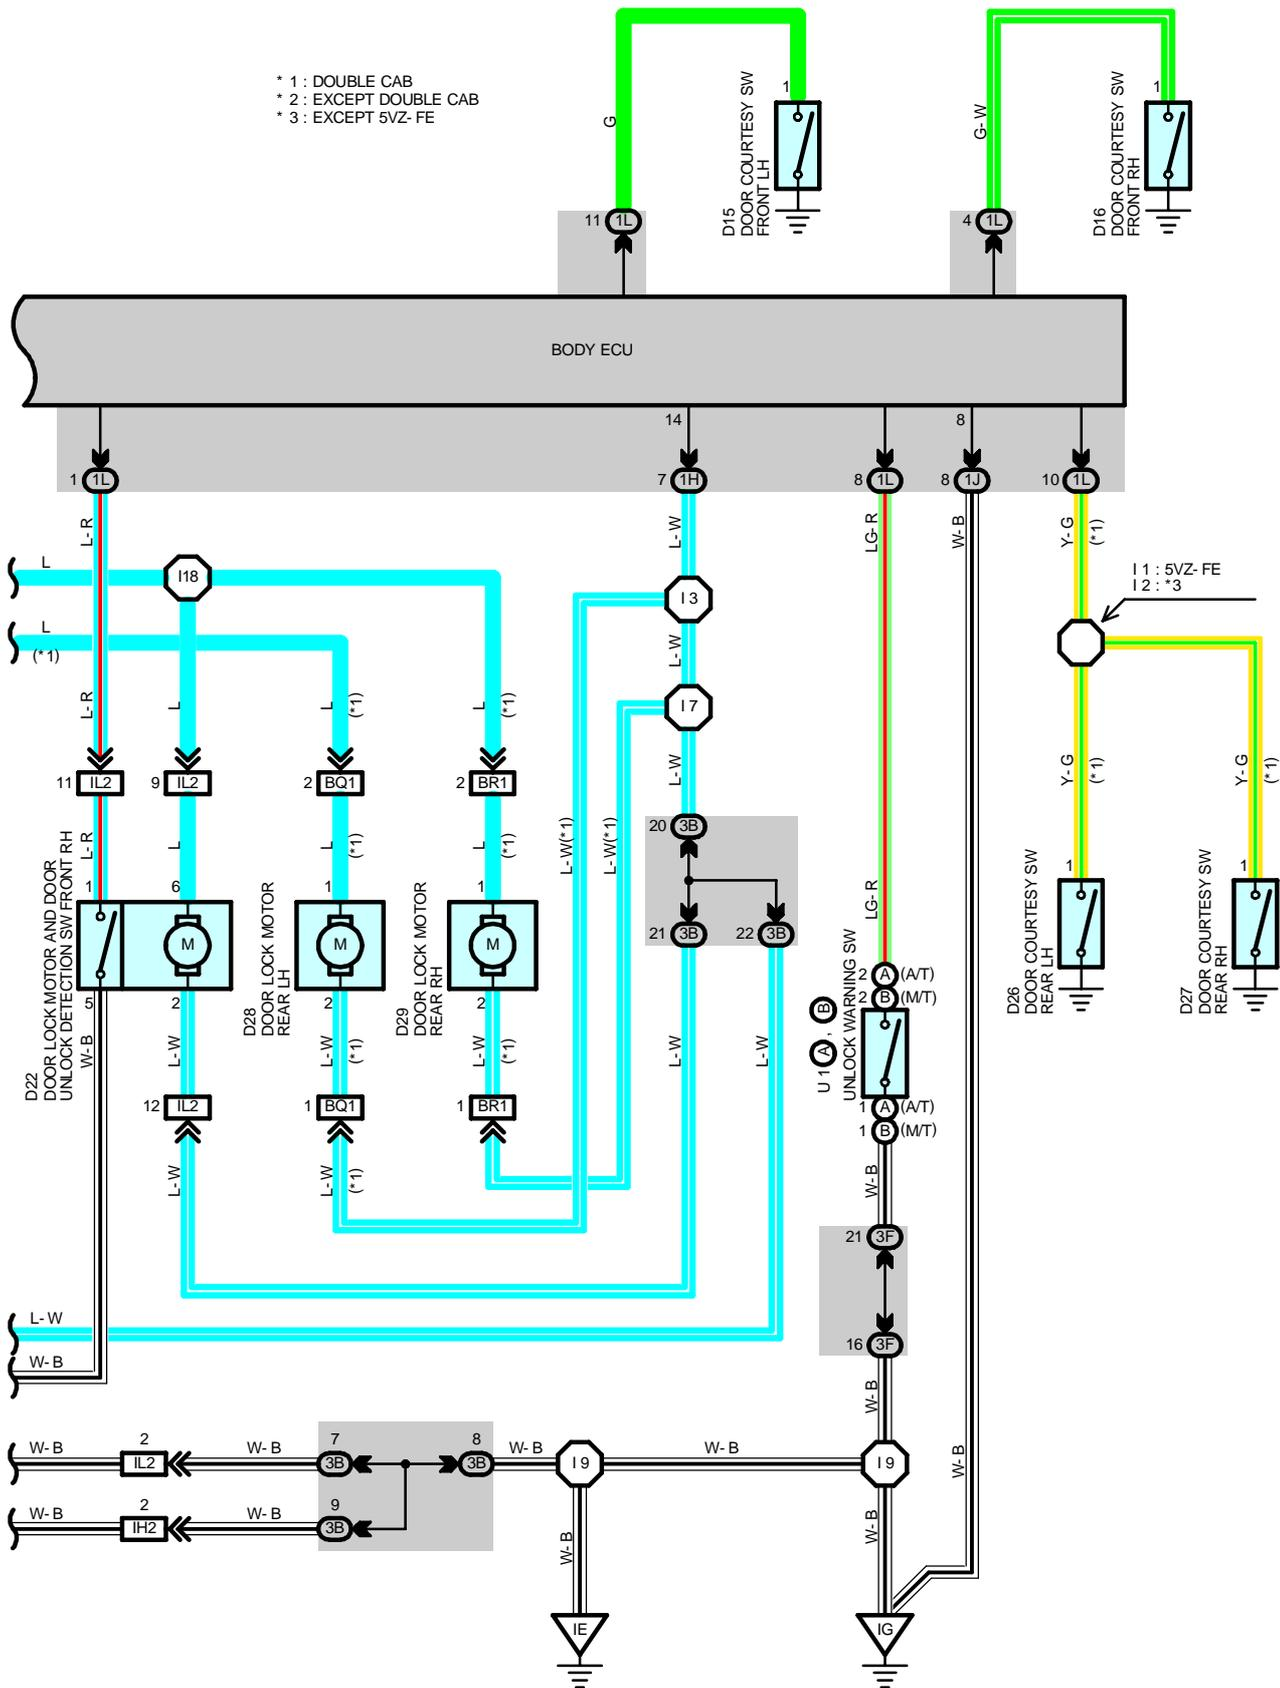 * 1 : DOUBLE CAB
* 2 : EXCEPT DOUBLE CAB
* 3 : EXCEPT 5VZ- FE
G
1
D15
DOOR COURTESY SW
FRONT LH
G- W
1
D16
DOOR COURTESY SW
FRONT RH
11 1L
4 1L
BODY ECU
14
8
1 1L
7 1H
8 1L
8 1J
10 1L
L- R
L- W
LG- R
W- B
Y- G
(*1)
L
I18
I 3
I 1 : 5VZ- FE
I 2 : *3
L
(*1)
L- W
L- R
L
L
(*1)
L
(*1)
I 7
L- W
Y- G
(*1)
Y- G
(*1)
11 IL2
9 IL2
2 BQ1
2 BR1
L- R
L
L
(*1)
L
(*1)
L- W(*1)
L- W(*1)
20 3B
21 3B
22 3B
LG- R
1
6
1
1
M
M
M
5
2
2
2
D22
DOOR LOCK MOTOR AND DOOR
UNLOCK DETECTION SW FRONT RH
D28
DOOR LOCK MOTOR
REAR LH
D29
DOOR LOCK MOTOR
REAR RH
1
D26
DOOR COURTESY SW
REAR LH
1
D27
DOOR COURTESY SW
REAR RH
2 A (A/T)
2 B (M/T)
U 1 A , B
UNLOCK WARNING SW
1 A (A/T)
1 B (M/T)
W- B
L- W
L- W
(*1)
L- W
(*1)
L- W
L- W
12 IL2
1 BQ1
1 BR1
L- W
L- W
(*1)
W- B
21 3F
16 3F
L- W
W- B
W- B
W- B
2
IL2
W- B
7
3B
8
3B
W- B
I 9
W- B
I 9
W- B
W- B
2
IH2
W- B
9
3B
W- B
W- B
IE
IG